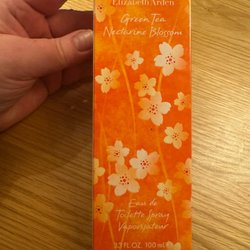 Elizabeth Arden
Green Tea
Nectarine Blossom
Eau de
Toilette Spray
Vaporisateur
3.3 FL.OZ. 100 ml